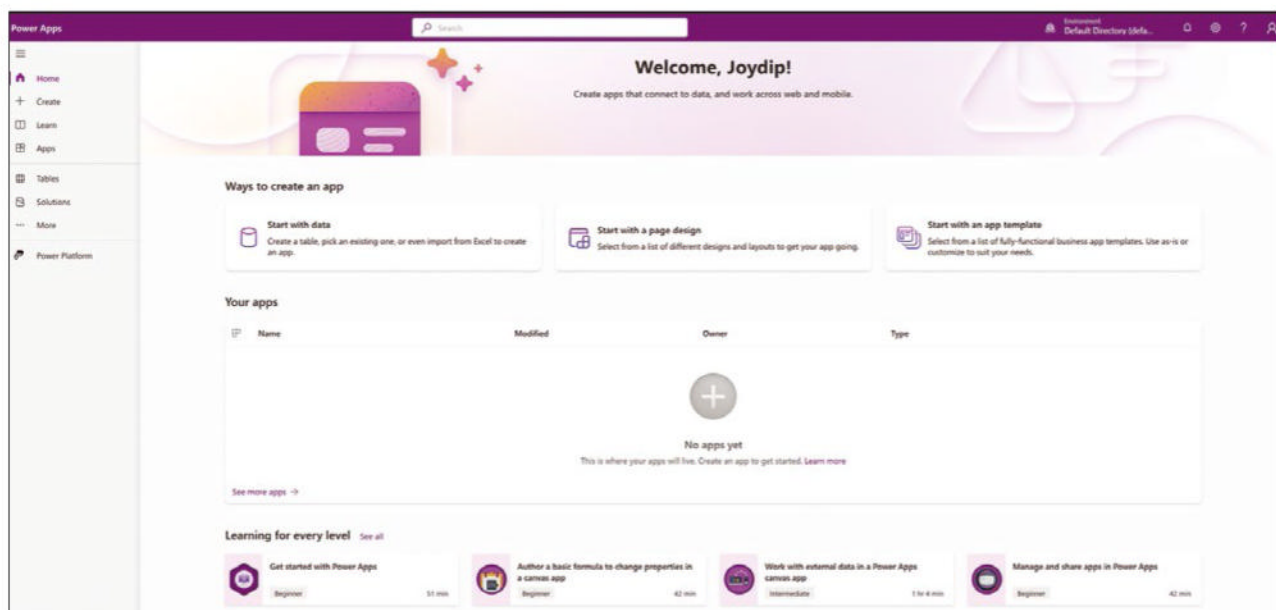 Power Apps
Search
Environment
Default Directory (defa...
Home
Create
Learn
Apps
Tables
Solutions
More
Power Platform
Welcome, Joydip!
Create apps that connect to data, and work across web and mobile.
Ways to create an app
Start with data
Create a table, pick an existing one, or even import from Excel to create
an app.
Start with a page design
Select from a list of different designs and layouts to get your app going.
Start with an app template
Select from a list of fully-functional business app templates. Use as-is or
customize to suit your needs.
Your apps
Name Modified Owner Type
No apps yet
This is where your apps will live. Create an app to get started. Learn more
See more apps →
Learning for every level See all
Get started with Power Apps
Beginner 51 min
Author a basic formula to change properties in
a canvas app
Beginner 42 min
Work with external data in a Power Apps
canvas app
Intermediate 1 hr 4 min
Manage and share apps in Power Apps
Beginner 42 min